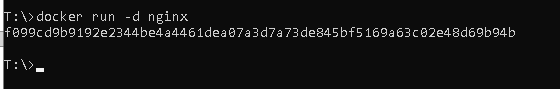 T:\>docker run -d nginx
f099cd9b9192e2344be4a4461dea07a3d7a73de845bf5169a63c02e48d69b94b
T:\>